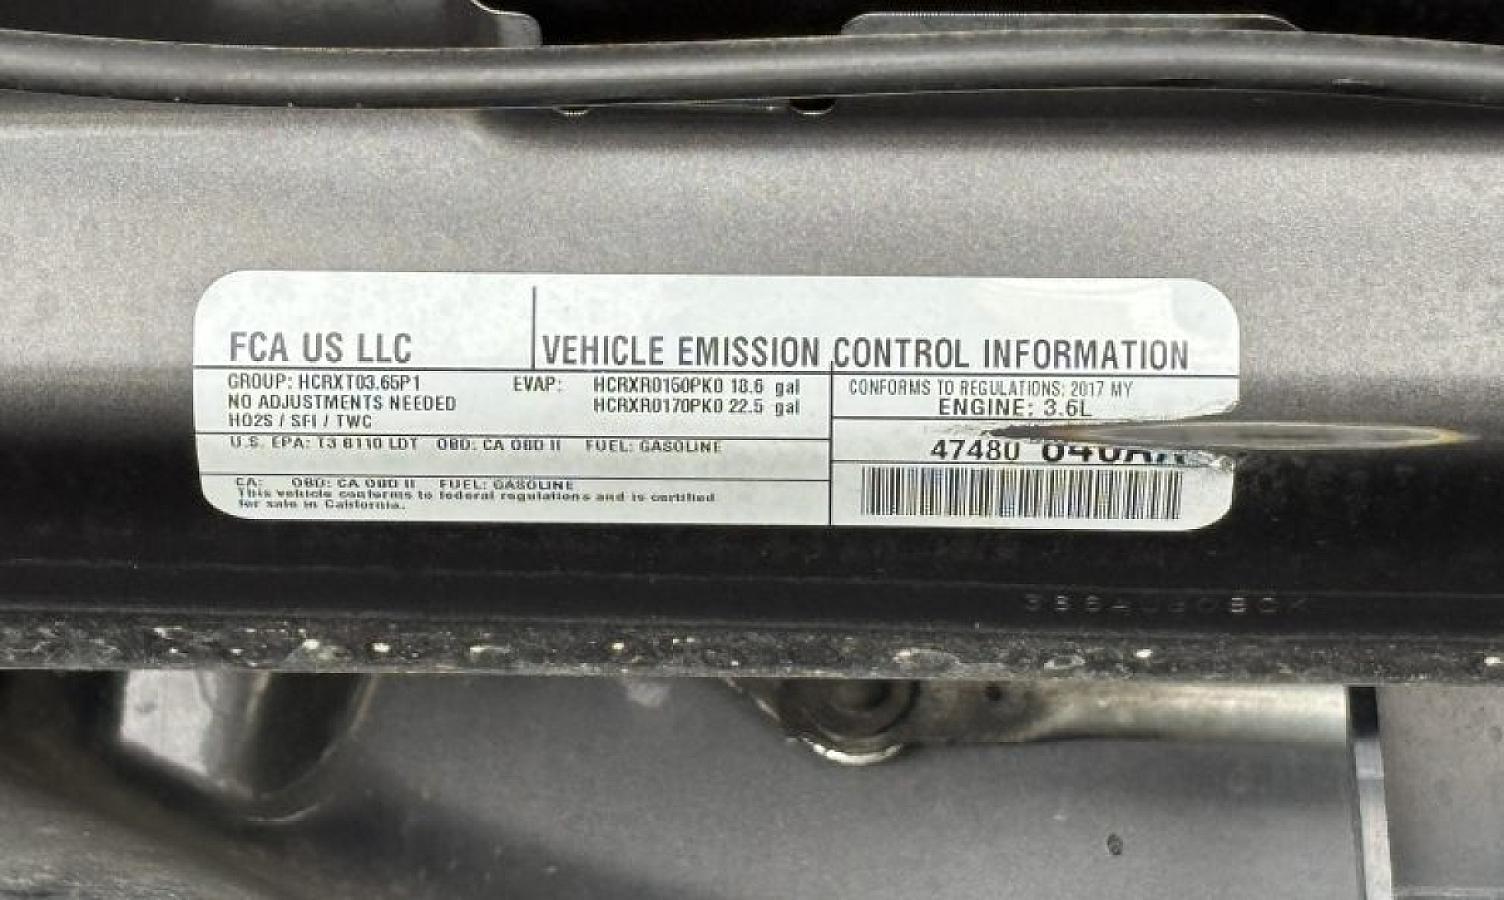 FCA US LLC
VEHICLE EMISSION CONTROL INFORMATION
GROUP: HCRXT03.65P1
NO ADJUSTMENTS NEEDED
HO2S / SFI / TWC
EVAP: HCRXR0160PK0 18.6 gal
HCRXR0170PK0 22.5 gal
CONFORMS TO REGULATIONS: 2017 MY
ENGINE: 3.6L
U.S. EPA: T3 B110 LDT OBD: CA OBD II FUEL: GASOLINE
47480
CA: OBD: CA OBD II FUEL: GASOLINE
This vehicle conforms to federal regulations and is certified
for sale in California.